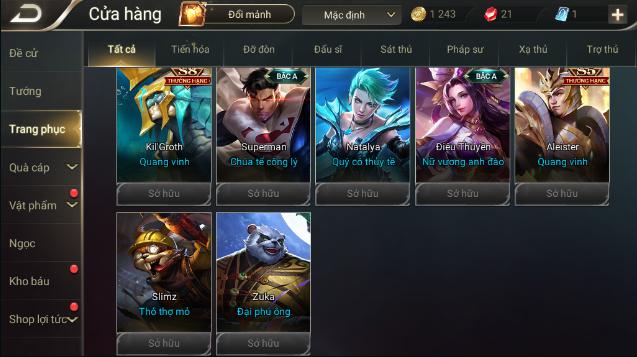 Cửa hàng
Đổi mảnh
Mặc định
1 243
21
1
Đề cử
Tướng
Trang phục
Quà cáp
Vật phẩm
Ngọc
Kho báu
Shop lợi tức
Tất cả
Tiến hóa
Đỡ đòn
Đấu sĩ
Sát thủ
Pháp sư
Xạ thủ
Trợ thủ
S8
THƯỞNG HẠNG
Kil'Groth
Quang vinh
Sở hữu
BẬC A
Superman
Chúa tể công lý
Sở hữu
Natalya
Quý cô thủy tề
Sở hữu
BẬC A
Điêu Thuyền
Nữ vương anh đào
Sở hữu
S5
THƯỞNG HẠNG
Aleister
Quang vinh
Sở hữu
Slimz
Thỏ thợ mỏ
Sở hữu
Zuka
Đại phú ông
Sở hữu